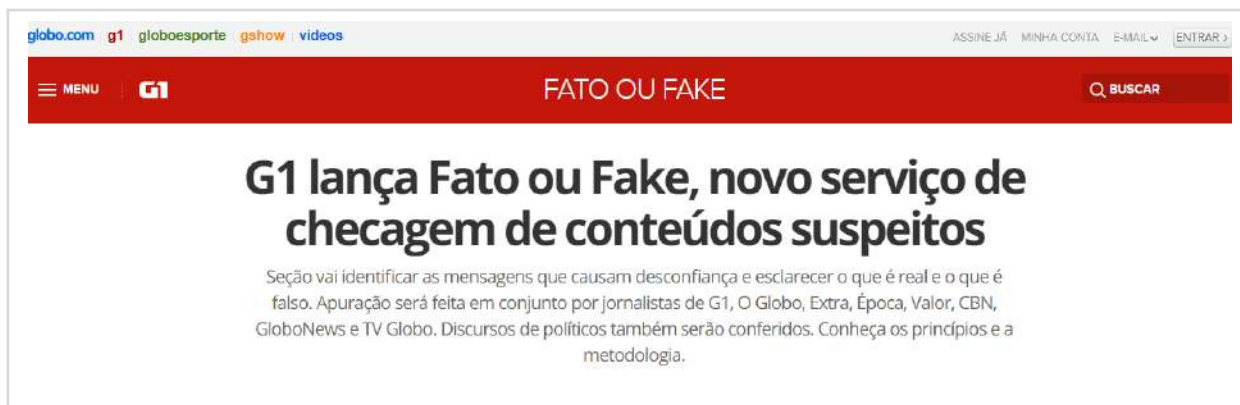 globo.com g1 globoesporte gshow videos ASSINE JÁ MINHA CONTA E-MAIL ENTRAR ›
MENU G1 FATO OU FAKE BUSCAR
G1 lança Fato ou Fake, novo serviço de
checagem de conteúdos suspeitos
Seção vai identificar as mensagens que causam desconfiança e esclarecer o que é real e o que é
falso. Apuração será feita em conjunto por jornalistas de G1, O Globo, Extra, Época, Valor, CBN,
GloboNews e TV Globo. Discursos de políticos também serão conferidos. Conheça os princípios e a
metodologia.